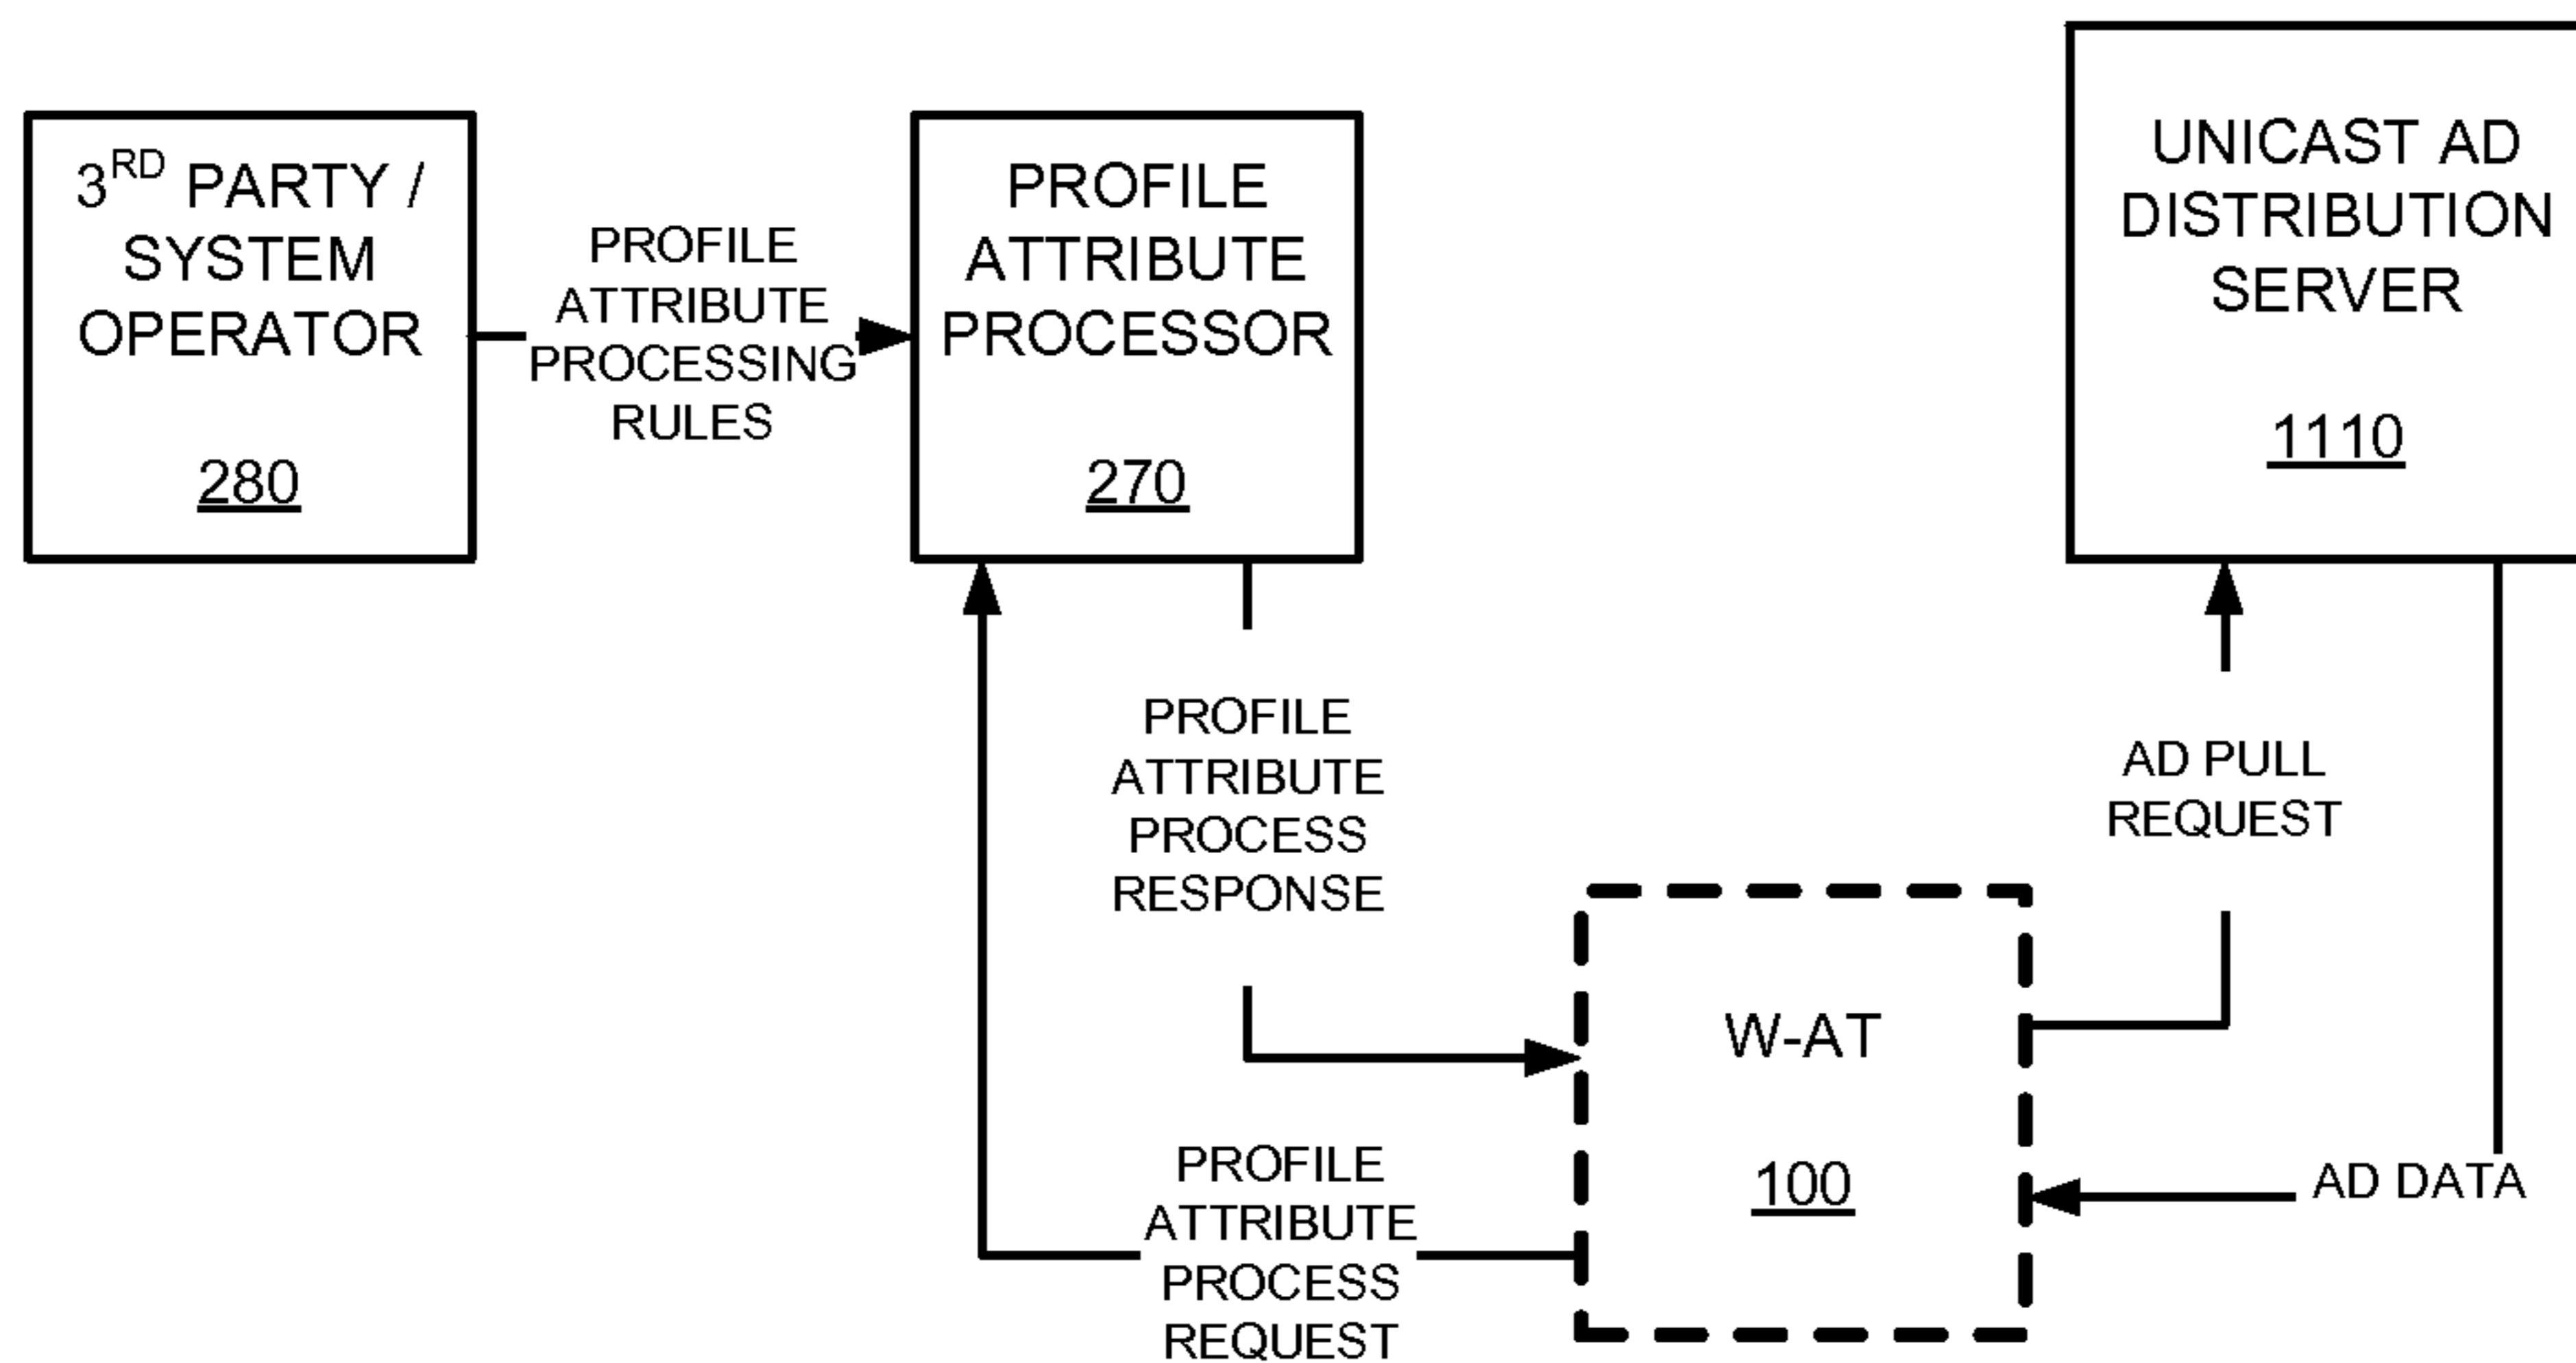 3RD PARTY /
SYSTEM
OPERATOR
280
PROFILE
ATTRIBUTE
PROCESSING
RULES
PROFILE
ATTRIBUTE
PROCESSOR
270
UNICAST AD
DISTRIBUTION
SERVER
1110
PROFILE
ATTRIBUTE
PROCESS
RESPONSE
AD PULL
REQUEST
W-AT
100
PROFILE
ATTRIBUTE
PROCESS
REQUEST
AD DATA